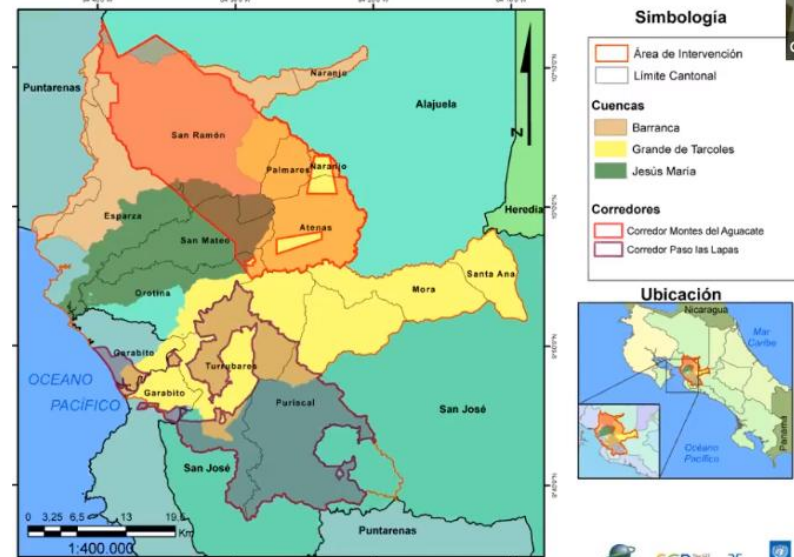 Puntarenas
Naranjo
Alajuela
San Ramón
Palmares
Naranjo
Heredia
Esparza
Atenas
San Mateo
Santa Ana
Mora
Orotina
Garabito
Turrubares
OCEANO
PACÍFICO
Garabito
Puriscal
San José
San José
Puntarenas
0 3,25 6,5 13 19,5
Km
1:400.000
N
Simbología
Área de Intervención
Límite Cantonal
Cuencas
Barranca
Grande de Tarcoles
Jesús María
Corredores
Corredor Montes del Aguacate
Corredor Paso las Lapas
Ubicación
Nicaragua
Mar
Caribe
Océano
Pacífico
Panamá